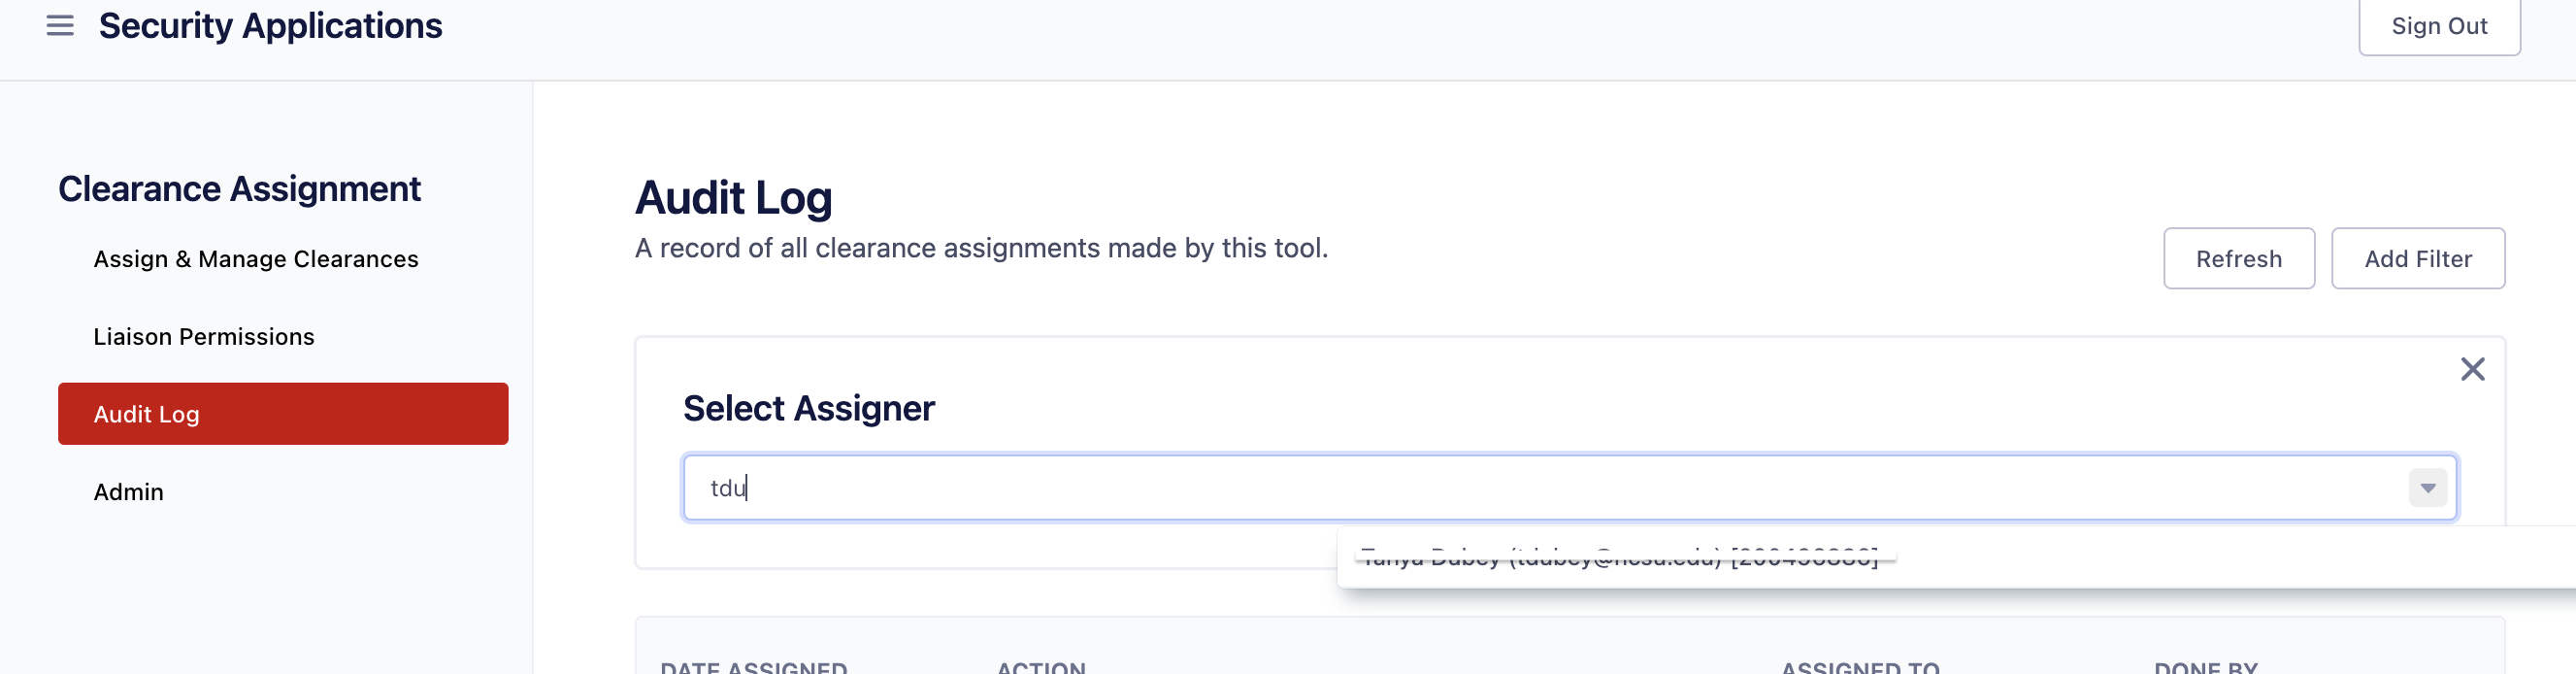 Security Applications
Sign Out
Clearance Assignment
Assign & Manage Clearances
Liaison Permissions
Audit Log
Admin
Audit Log
A record of all clearance assignments made by this tool.
Refresh
Add Filter
Select Assigner
tdu
DATE ASSIGNED
ACTION
ASSIGNED TO
DONE BY